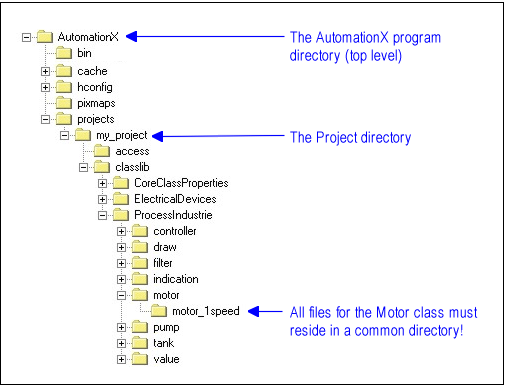 AutomationX
The AutomationX program
directory (top level)
bin
cache
hconfig
pixmaps
projects
my_project
The Project directory
access
classlib
CoreClassProperties
ElectricalDevices
ProcessIndustrie
controller
draw
filter
indication
motor
motor_1speed
All files for the Motor class must
reside in a common directory!
pump
tank
value